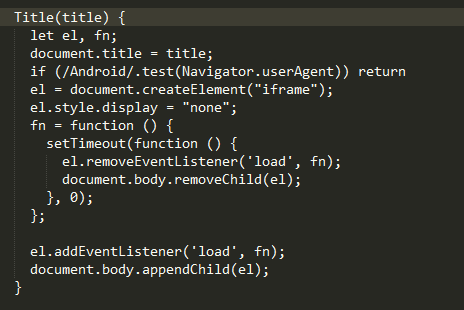 Title(title) {
let el, fn;
document.title = title;
if (/Android/.test(Navigator.userAgent)) return
el = document.createElement("iframe");
el.style.display = "none";
fn = function () {
setTimeout(function () {
el.removeEventListener('load', fn);
document.body.removeChild(el);
}, 0);
};
el.addEventListener('load', fn);
document.body.appendChild(el);
}